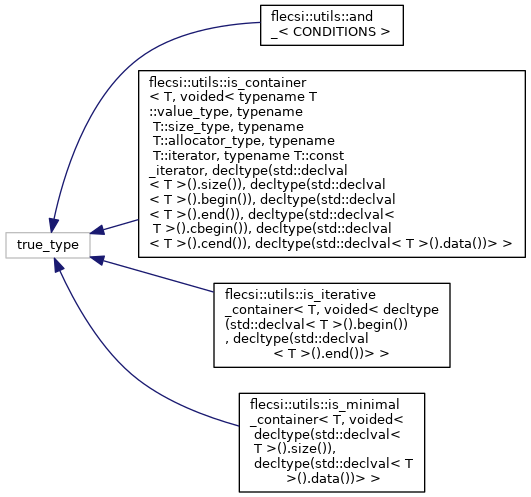 flecsi::utils::and
_< CONDITIONS >
flecsi::utils::is_container
< T, voided< typename T
::value_type, typename
T::size_type, typename
T::allocator_type, typename
T::iterator, typename T::const
_iterator, decltype(std::declval
< T >().size()), decltype(std::declval
< T >().begin()), decltype(std::declval
< T >().end()), decltype(std::declval<
T >().cbegin()), decltype(std::declval
< T >().cend()), decltype(std::declval< T >().data())> >
true_type
flecsi::utils::is_iterative
_container< T, voided< decltype
(std::declval< T >().begin())
, decltype(std::declval
< T >().end())> >
flecsi::utils::is_minimal
_container< T, voided<
decltype(std::declval<
T >().size()),
decltype(std::declval< T
>().data())> >